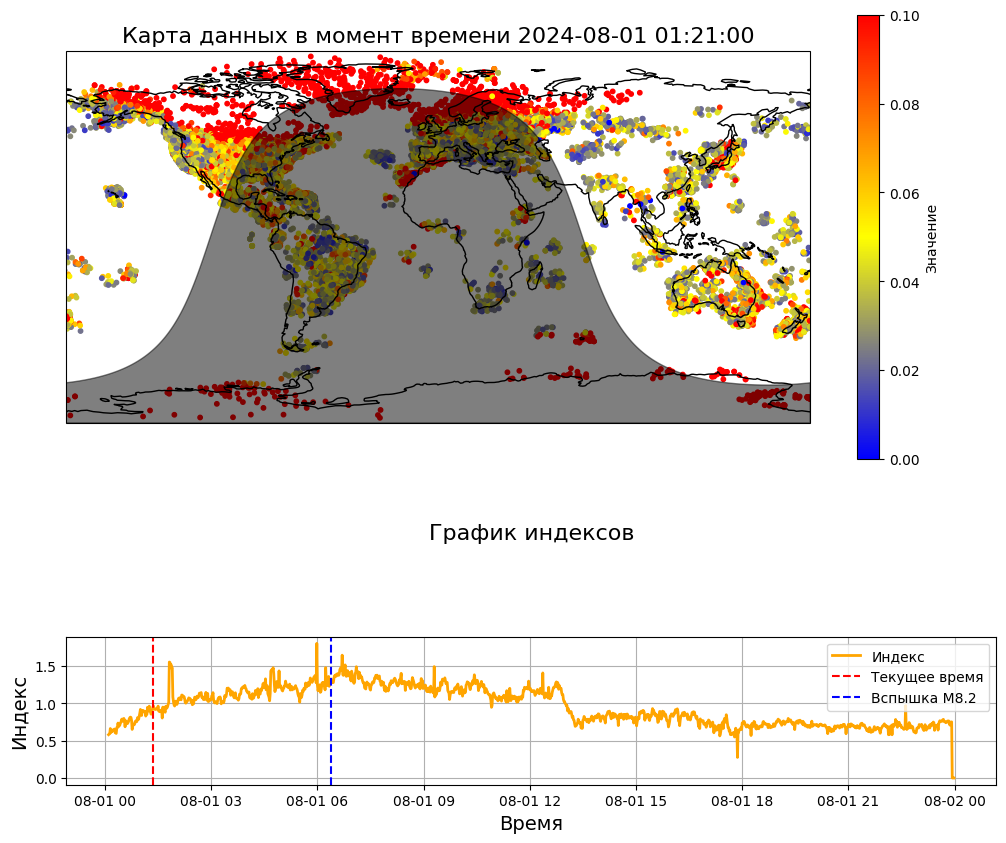 Карта данных в момент времени 2024-08-01 01:21:00
0.10
0.08
0.06
0.04
0.02
0.00
Значение
График индексов
Индекс
1.5
1.0
0.5
0.0
Индекс
Текущее время
Вспышка M8.2
08-01 00
08-01 03
08-01 06
08-01 09
08-01 12
08-01 15
08-01 18
08-01 21
08-02 00
Время